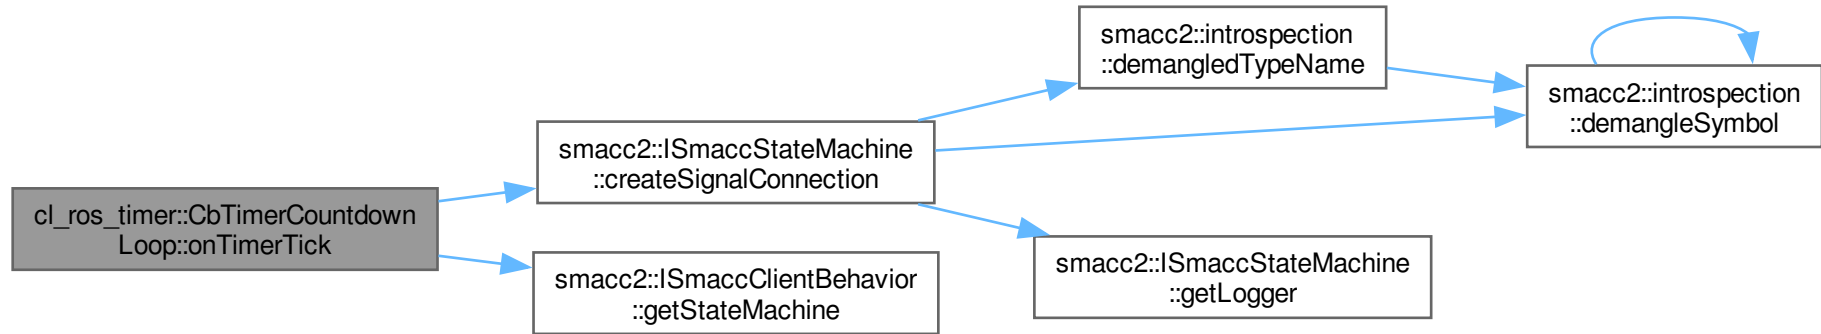 cl_ros_timer::CbTimerCountdown
Loop::onTimerTick
smacc2::ISmaccStateMachine
::createSignalConnection
smacc2::ISmaccClientBehavior
::getStateMachine
smacc2::introspection
::demangledTypeName
smacc2::ISmaccStateMachine
::getLogger
smacc2::introspection
::demangleSymbol